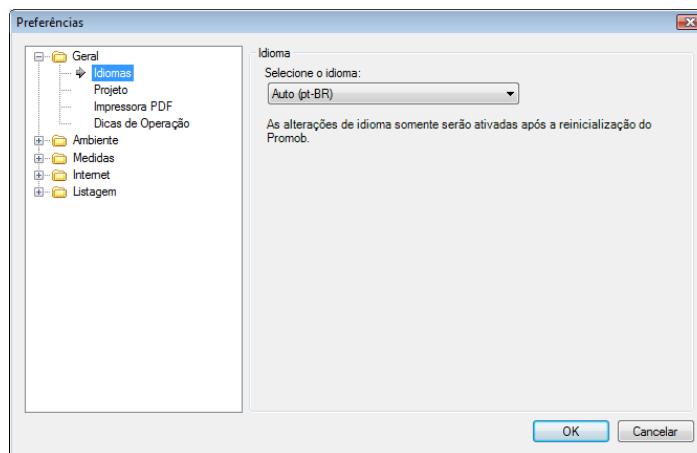 Preferências
Geral
Idiomas
Projeto
Impressora PDF
Dicas de Operação
Ambiente
Medidas
Internet
Listagem
Idioma
Selecione o idioma:
Auto (pt-BR)
As alterações de idioma somente serão ativadas após a reinicialização do
Promob.
OK
Cancelar